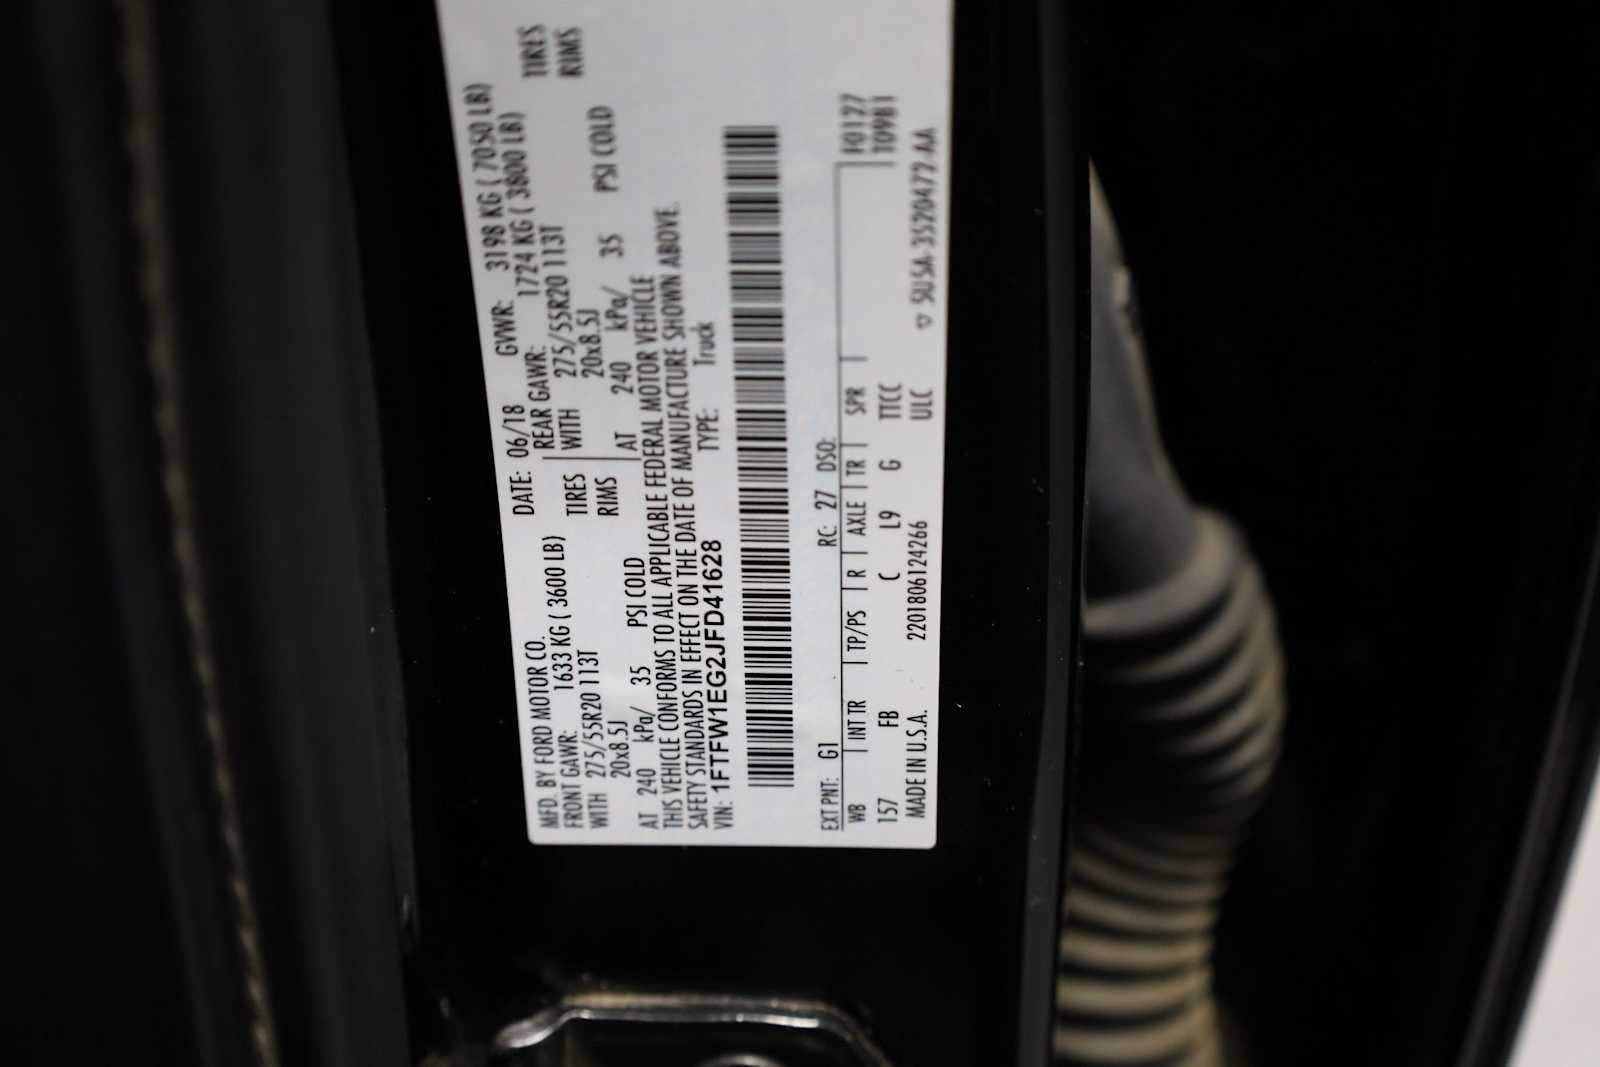 MFD. BY FORD MOTOR CO. DATE: 06/18 GVWR: 3198 KG ( 7050 LB)
FRONT GAWR: 1633 KG ( 3600 LB) REAR GAWR: 1724 KG ( 3800 LB)
WITH 275/55R20 113T TIRES WITH 275/55R20 113T TIRES
20x8.5J RIMS 20x8.5J RIMS
AT 240 kPa/ 35 PSI COLD AT 240 kPa/ 35 PSI COLD
THIS VEHICLE CONFORMS TO ALL APPLICABLE FEDERAL MOTOR VEHICLE
SAFETY STANDARDS IN EFFECT ON THE DATE OF MANUFACTURE SHOWN ABOVE.
VIN: 1FTFW1EG2JFD41628 TYPE: Truck
EXT PNT: G1 RC: 27 DSO: F0127
WB INT TR TP/PS R AXLE TR SPR T0981
157 FB C L9 G TTCC
MADE IN U.S.A. 2201806124266 ULC 5U5A-3520472-AA